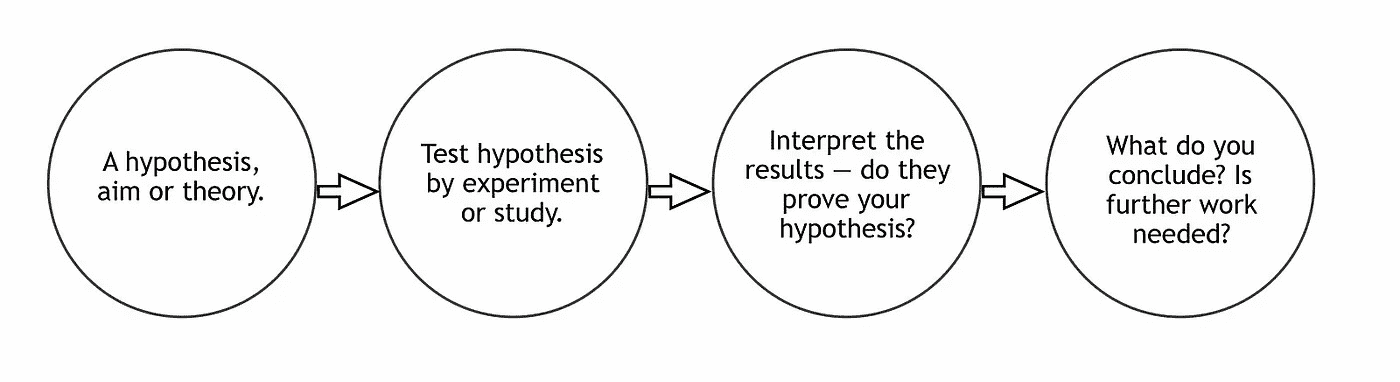 A hypothesis,
aim or theory.
Test hypothesis
by experiment
or study.
Interpret the
results — do they
prove your
hypothesis?
What do you
conclude? Is
further work
needed?